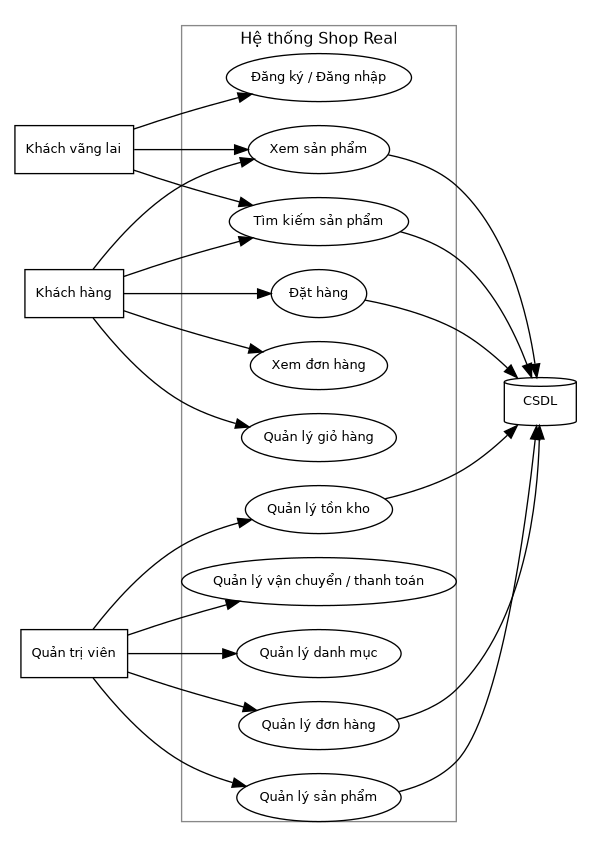 Hệ thống Shop Real
Đăng ký / Đăng nhập
Khách vãng lai
Xem sản phẩm
Tìm kiếm sản phẩm
Khách hàng
Đặt hàng
Xem đơn hàng
CSDL
Quản lý giỏ hàng
Quản lý tồn kho
Quản lý vận chuyển / thanh toán
Quản trị viên
Quản lý danh mục
Quản lý đơn hàng
Quản lý sản phẩm